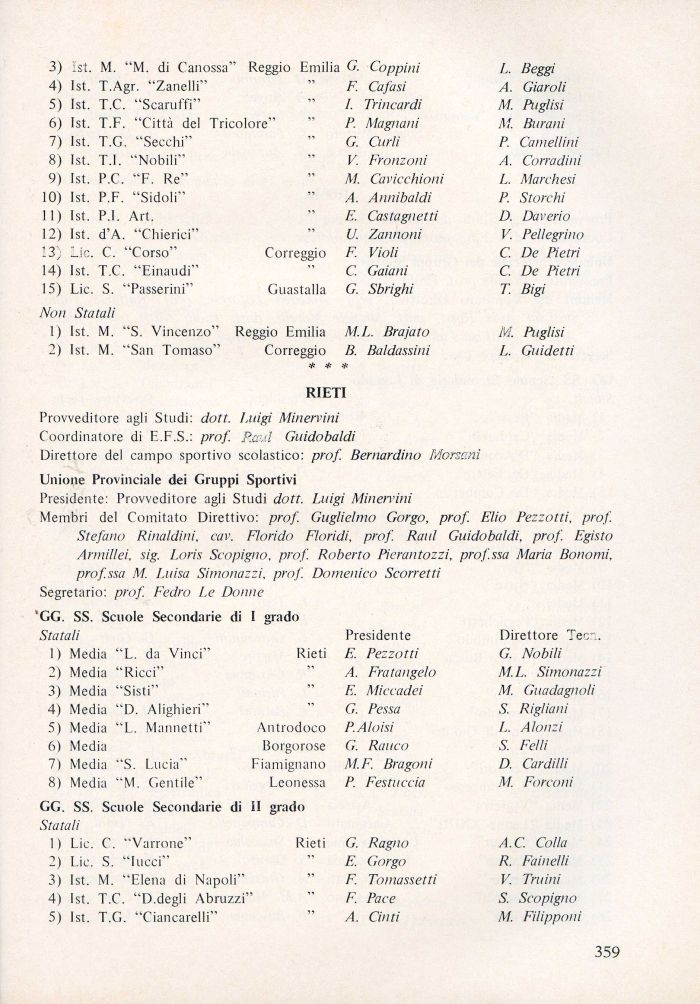 3) Ist. M. “M. di Canossa” Reggio Emilia G. Coppini L. Beggi
4) Ist. T.Agr. “Zanelli” ” F. Cafasi A. Giaroli
5) Ist. T.C. “Scaruffi” ” I. Trincardi M. Puglisi
6) Ist. T.F. “Città del Tricolore” ” P. Magnani M. Burani
7) Ist. T.G. “Secchi” ” G. Curli P. Camellini
8) Ist. T.I. “Nobili” ” V. Fronzoni A. Corradini
9) Ist. P.C. “F. Re” ” M. Cavicchioni L. Marchesi
10) Ist. P.F. “Sidoli” ” A. Annibaldi P. Storchi
11) Ist. P.I. Art. ” E. Castagnetti D. Daverio
12) Ist. d’A. “Chierici” ” U. Zannoni V. Pellegrino
13) Lic. C. “Corso” Correggio F. Violi C. De Pietri
14) Ist. T.C. “Einaudi” ” C. Gaiani C. De Pietri
15) Lic. S. “Passerini” Guastalla G. Sbrighi T. Bigi
Non Statali
1) Ist. M. “S. Vincenzo” Reggio Emilia M.L. Brajato M. Puglisi
2) Ist. M. “San Tomaso” Correggio B. Baldassini L. Guidetti
* * *
RIETI
Provveditore agli Studi: dott. Luigi Minervini
Coordinatore di E.F.S.: prof. Raul Guidobaldi
Direttore del campo sportivo scolastico: prof. Bernardino Morsani
Unione Provinciale dei Gruppi Sportivi
Presidente: Provveditore agli Studi dott. Luigi Minervini
Membri del Comitato Direttivo: prof. Guglielmo Gorgo, prof. Elio Pezzotti, prof.
Stefano Rinaldini, cav. Florido Floridi, prof. Raul Guidobaldi, prof. Egisto
Armillei, sig. Loris Scopigno, prof. Roberto Pierantozzi, prof.ssa Maria Bonomi,
prof.ssa M. Luisa Simonazzi, prof. Domenico Scorretti
Segretario: prof. Fedro Le Donne
GG. SS. Scuole Secondarie di I grado
Statali Presidente Direttore Tecn.
1) Media “L. da Vinci” Rieti E. Pezzotti G. Nobili
2) Media “Ricci” ” A. Fratangelo M.L. Simonazzi
3) Media “Sisti” ” E. Miccadei M. Guadagnoli
4) Media “D. Alighieri” ” G. Pessa S. Rigliani
5) Media “L. Mannetti” Antrodoco P.Aloisi L. Alonzi
6) Media Borgorose G. Rauco S. Felli
7) Media “S. Lucia” Fiamignano M.F. Bragoni D. Cardilli
8) Media “M. Gentile” Leonessa P. Festuccia M. Forconi
GG. SS. Scuole Secondarie di II grado
Statali
1) Lic. C. “Varrone” Rieti G. Ragno A.C. Colla
2) Lic. S. “Iucci” ” E. Gorgo R. Fainelli
3) Ist. M. “Elena di Napoli” ” F. Tomassetti V. Truini
4) Ist. T.C. “D.degli Abruzzi” ” F. Pace S. Scopigno
5) Ist. T.G. “Ciancarelli” ” A. Cinti M. Filipponi
359